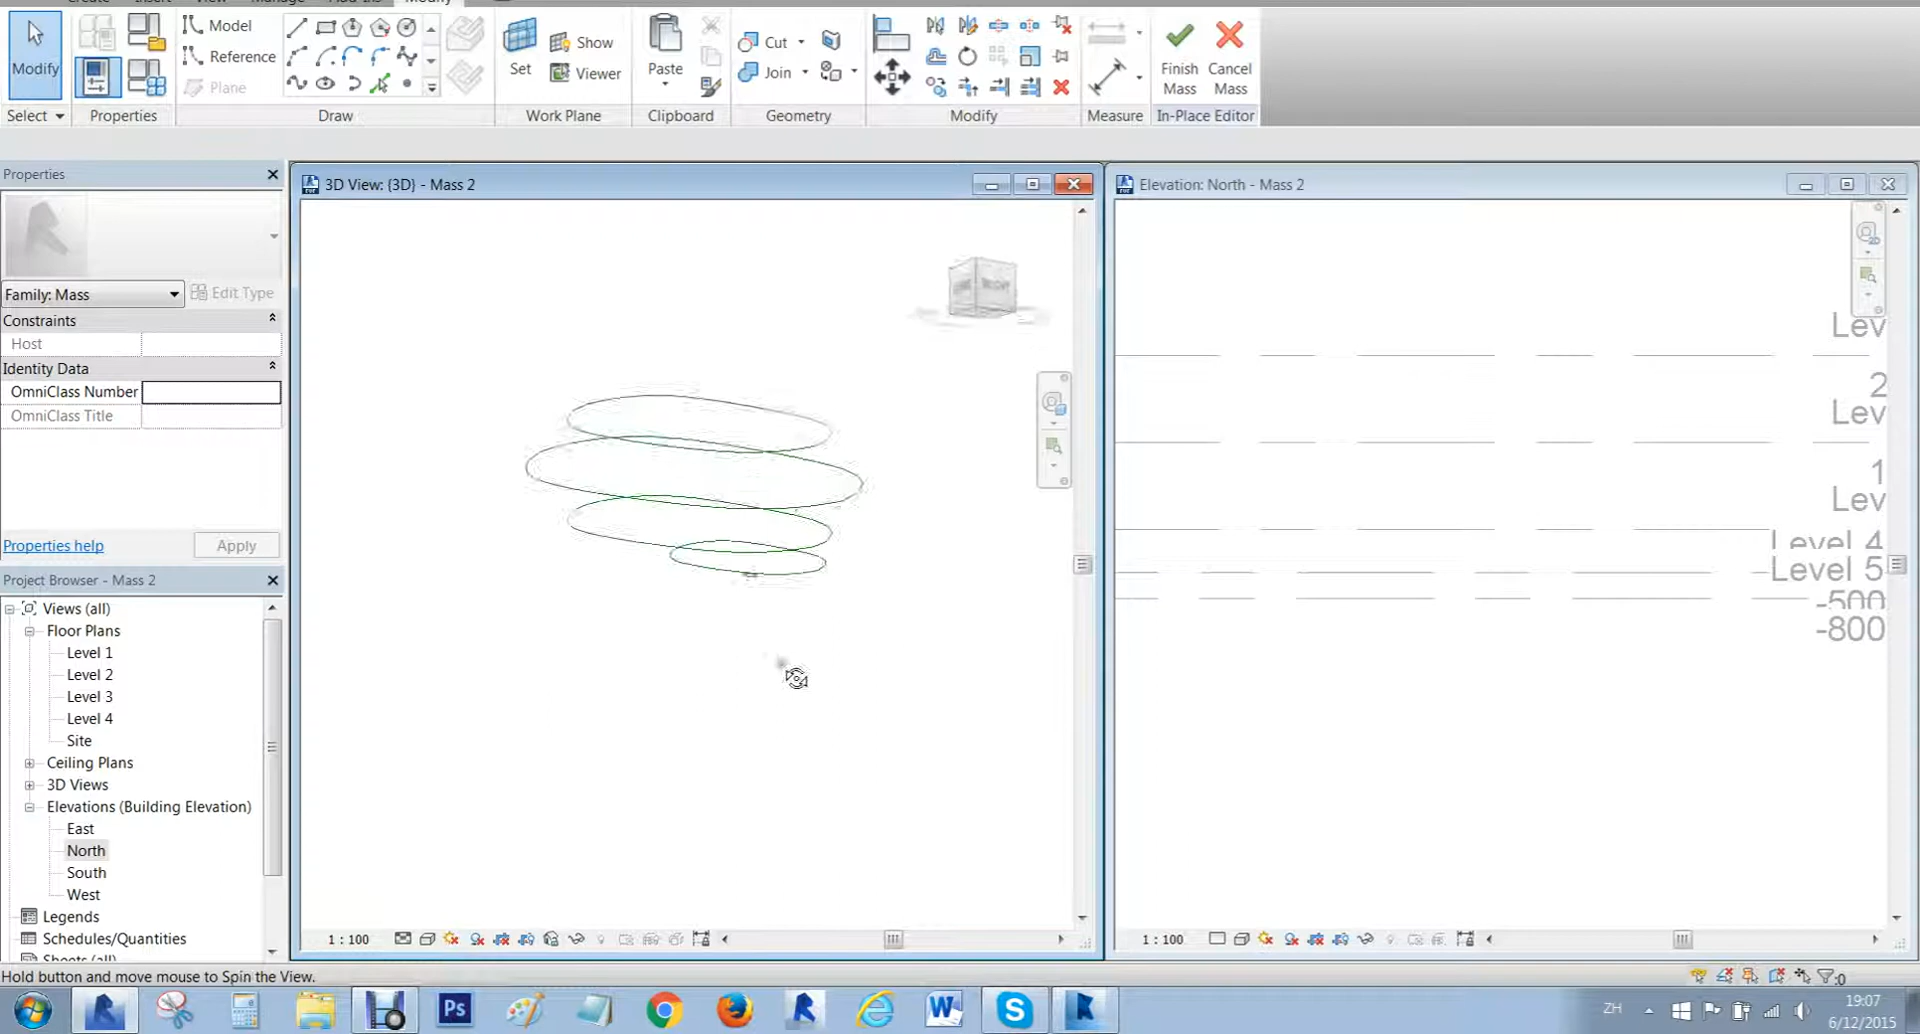 Modify
Model
Reference
Plane
Set
Show
Viewer
Paste
Cut
Join
Finish Mass
Cancel Mass
Select
Properties
Draw
Work Plane
Clipboard
Geometry
Modify
Measure
In-Place Editor
Properties
Family: Mass
Edit Type
Constraints
Host
Identity Data
OmniClass Number
OmniClass Title
Properties help
Apply
Project Browser - Mass 2
Views (all)
Floor Plans
Level 1
Level 2
Level 3
Level 4
Site
Ceiling Plans
3D Views
Elevations (Building Elevation)
East
North
South
West
Legends
Schedules/Quantities
Sheets (all)
3D View: {3D} - Mass 2
1 : 100
Elevation: North - Mass 2
Lev
2
Lev
1
Lev
Level 4
Level 5
-500
-800
1 : 100
Hold button and move mouse to Spin the View.
:0
Ps
ZH
19:07
6/12/2015